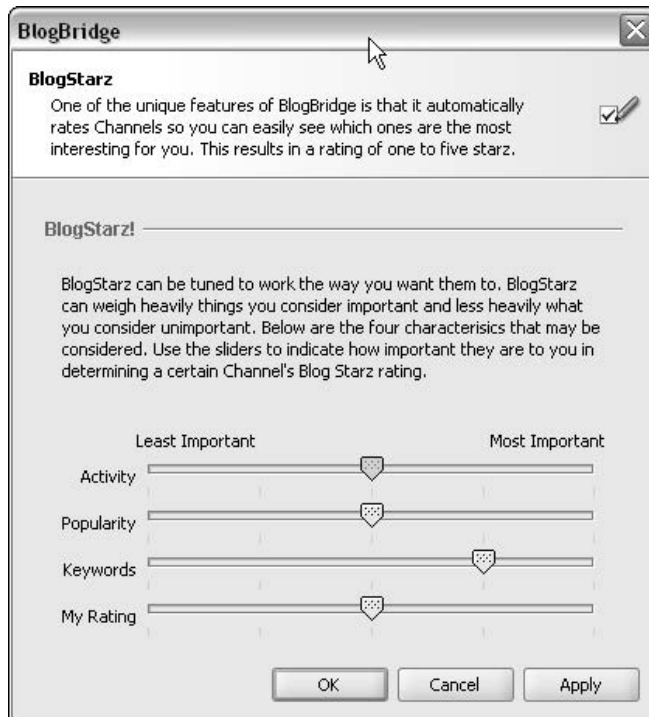 BlogBridge
BlogStarz
One of the unique features of BlogBridge is that it automatically
rates Channels so you can easily see which ones are the most
interesting for you. This results in a rating of one to five starz.
BlogStarz!
BlogStarz can be tuned to work the way you want them to. BlogStarz
can weigh heavily things you consider important and less heavily what
you consider unimportant. Below are the four characterisics that may be
considered. Use the sliders to indicate how important they are to you in
determining a certain Channel's Blog Starz rating.
Least Important Most Important
Activity
Popularity
Keywords
My Rating
OK Cancel Apply